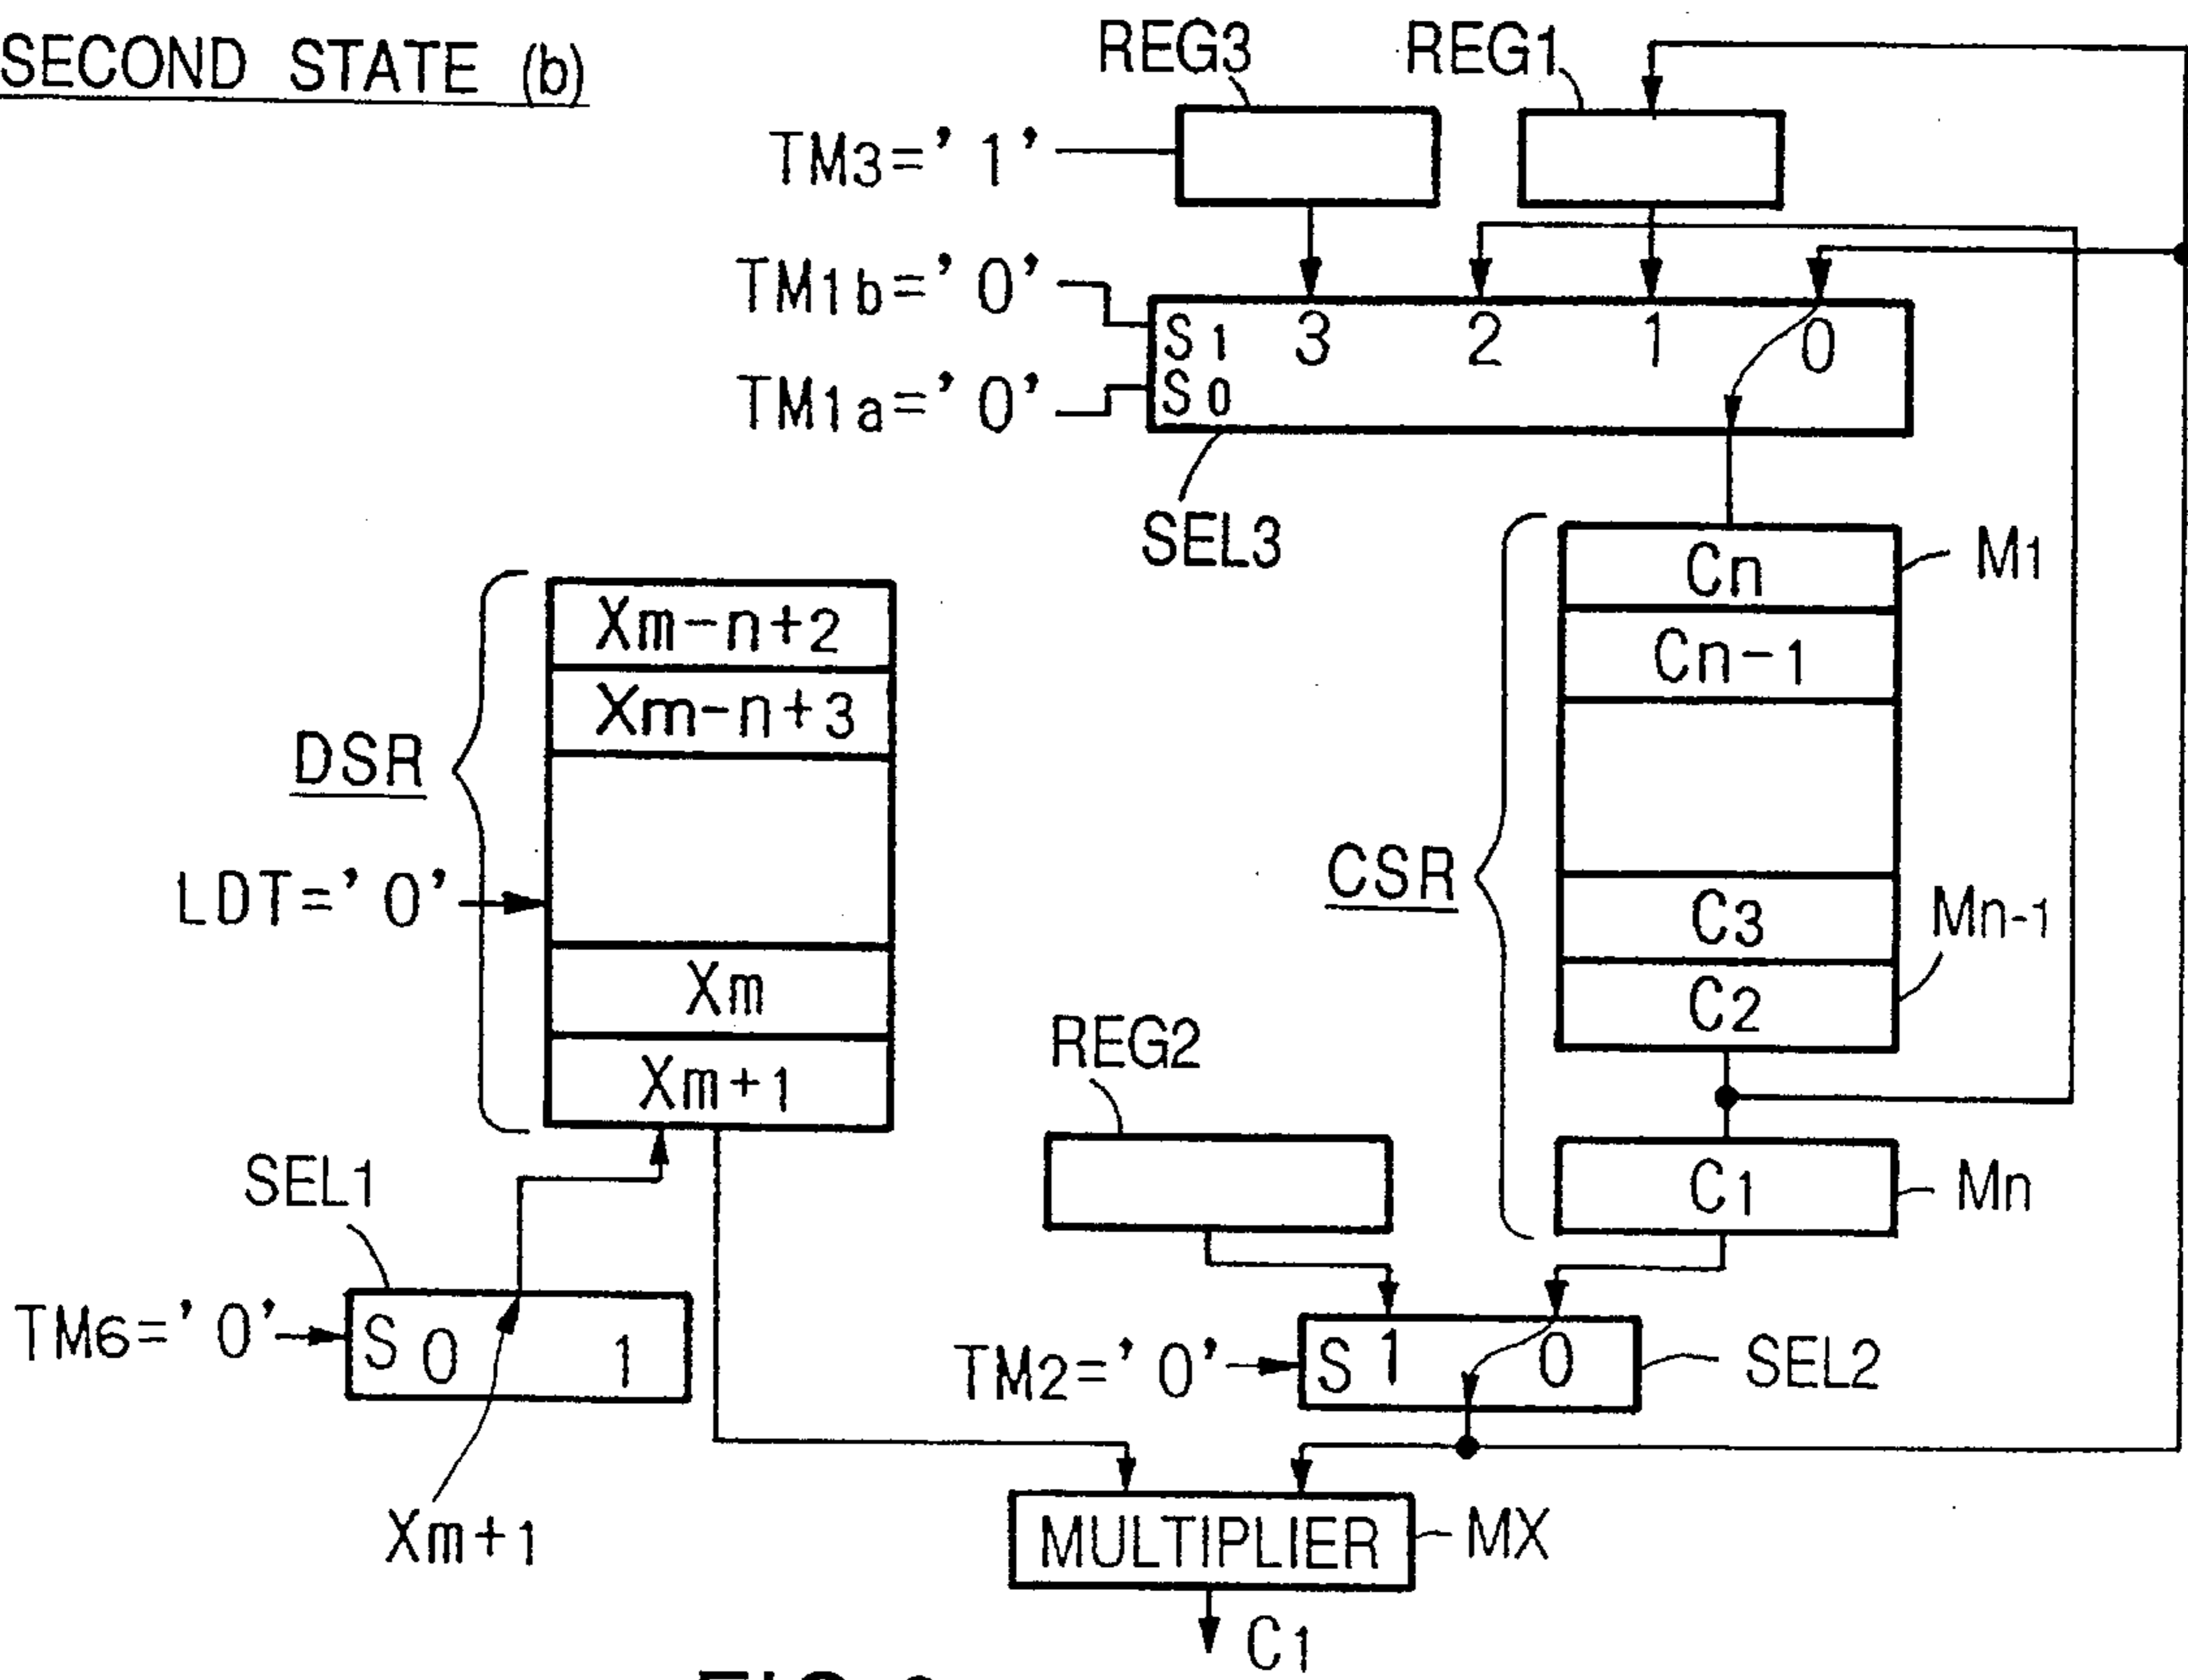 SECOND STATE (b)
REG3
REG1
TM3='1'
TM1b='0'
TM1a='0'
S1 3 2 1 0
S0
SEL3
Cn
M1
Cn-1
C3
C2
Mn-1
CSR
C1
Mn
Xm-n+2
Xm-n+3
DSR
LDT='0'
Xm
Xm+1
REG2
SEL1
TM6='0'
S 0 1
Xm+1
TM2='0'
S 1 0
SEL2
MULTIPLIER
MX
C1